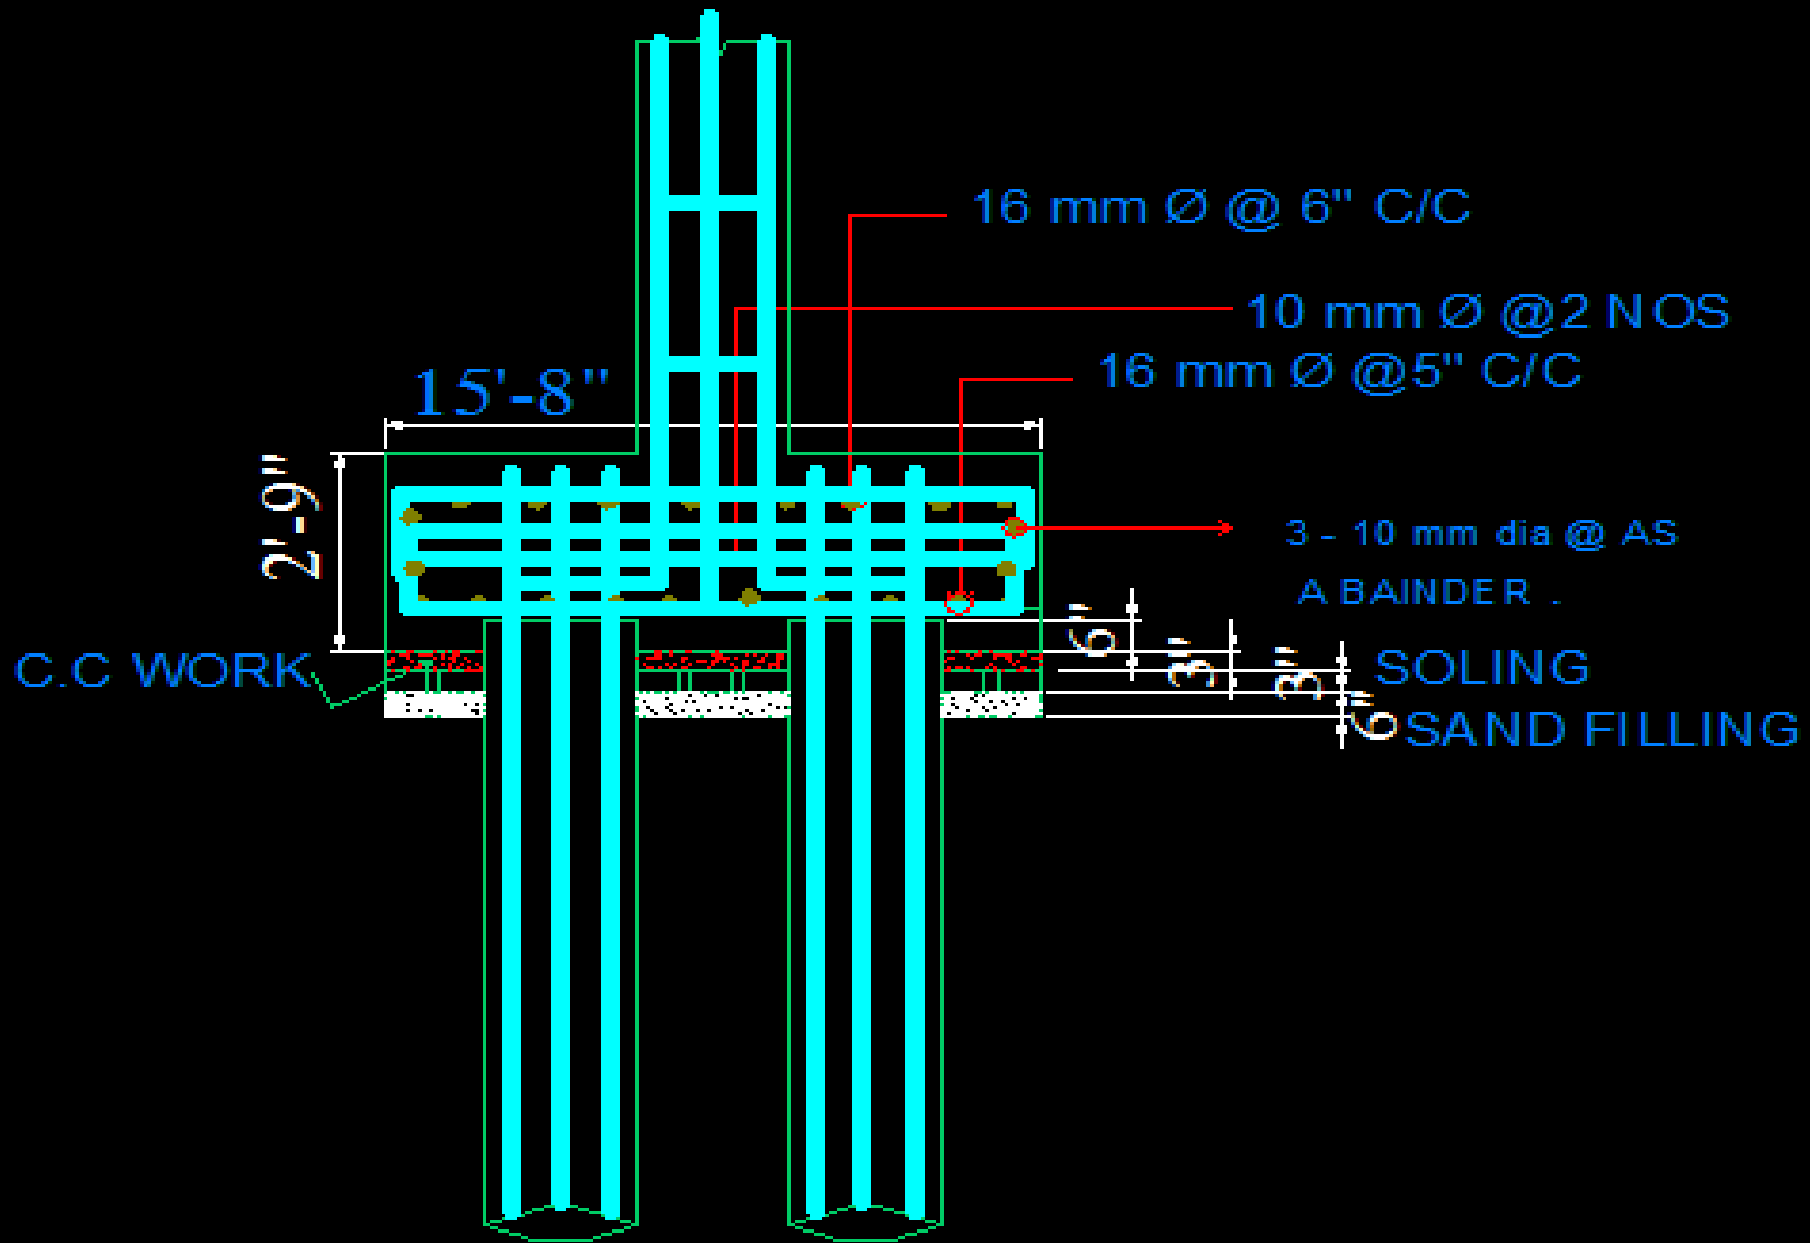 16 mm Ø @ 6" C/C
10 mm Ø @2 NOS
16 mm Ø @5" C/C
15'-8"
2'-9"
3 - 10 mm dia @ AS
A BAINDER .
6"
3"
3"
C.C WORK
SOLING
6"
SAND FILLING